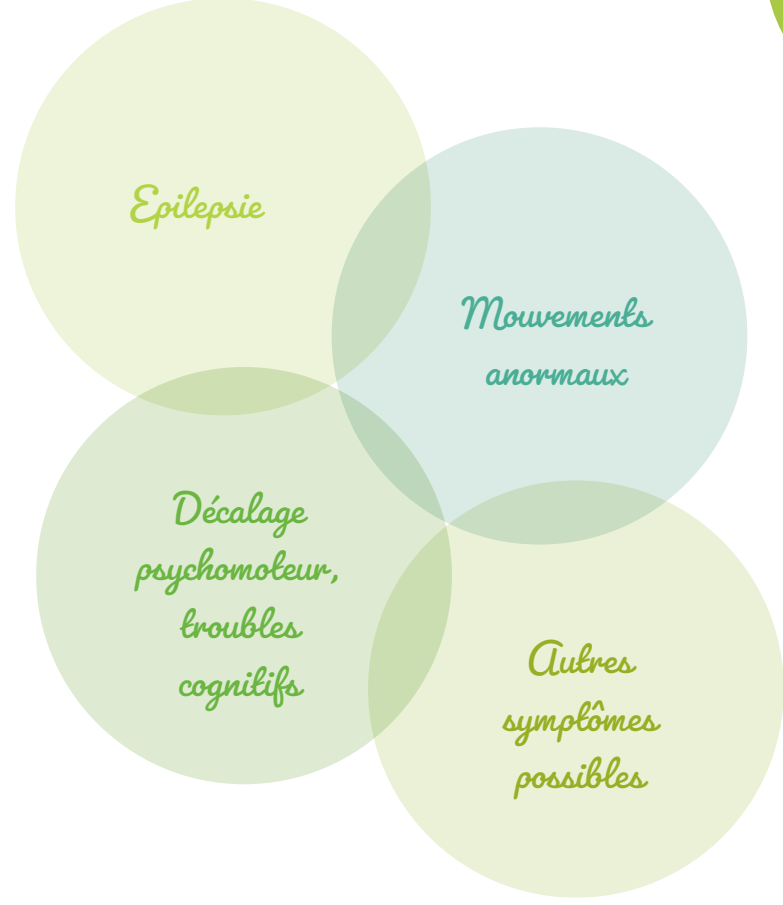 Epilepsie
Mouvements
anormaux
Décalage
psychomoteur,
troubles
cognitifs
Autres
symptômes
possibles